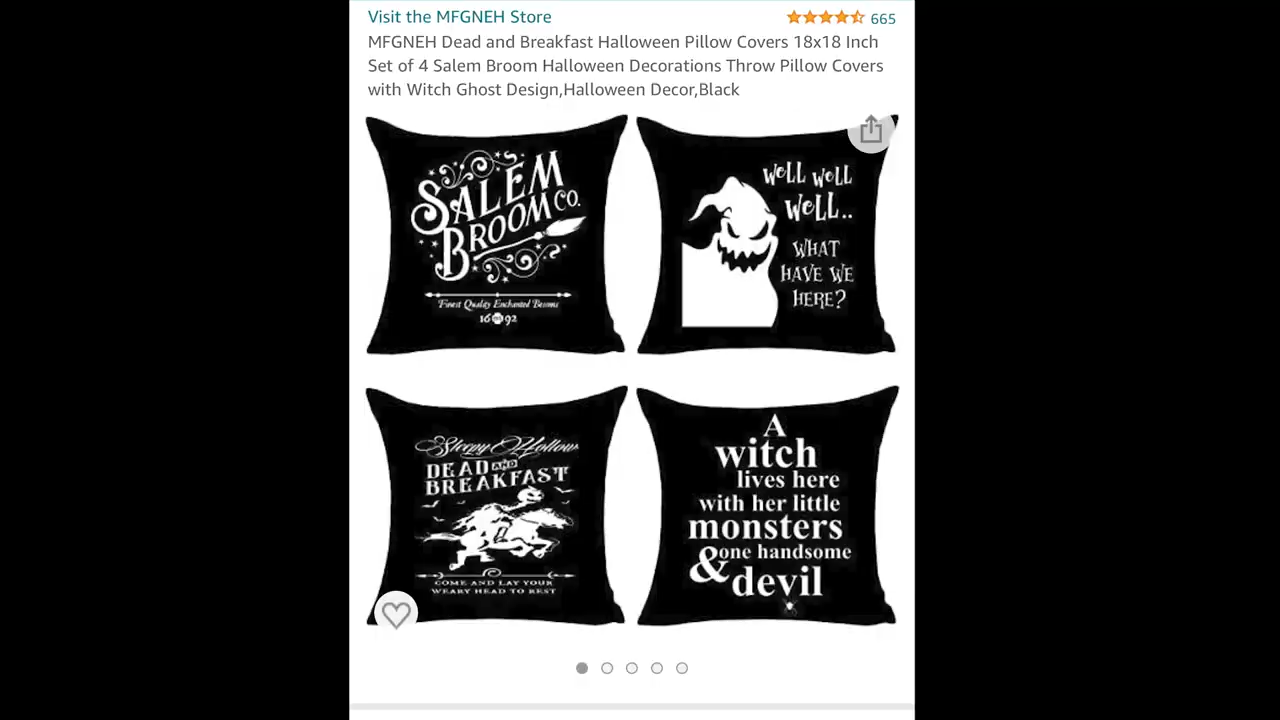 Visit the MFGNEH Store
665
MFGNEH Dead and Breakfast Halloween Pillow Covers 18x18 Inch
Set of 4 Salem Broom Halloween Decorations Throw Pillow Covers
with Witch Ghost Design,Halloween Decor,Black
SALEM
BROOM CO.
Finest Quality Enchanted Besoms
16 92
WELL WELL
WELL..
WHAT
HAVE WE
HERE?
Sleepy Hollow
DEAD AND
BREAKFAST
COME AND LAY YOUR
WEARY HEAD TO REST
A
witch
lives here
with her little
monsters
&one handsome
devil